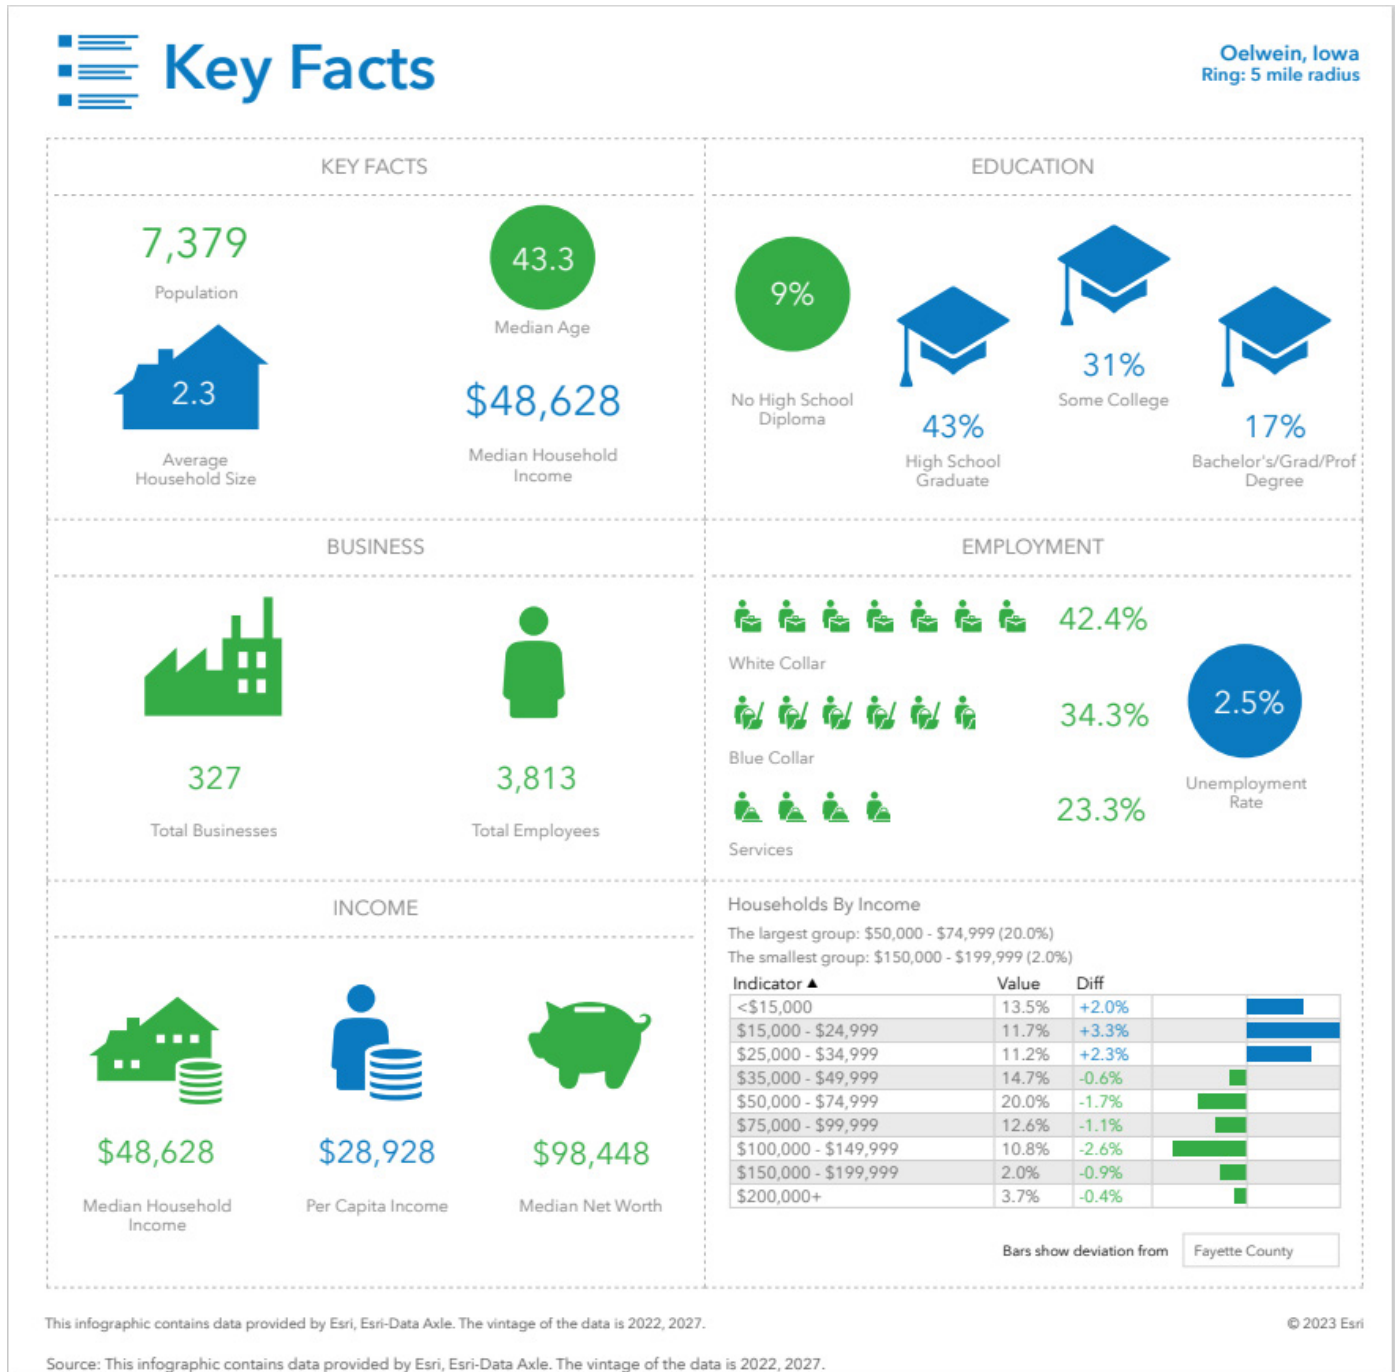 Key Facts
Oelwein, Iowa
Ring: 5 mile radius
KEY FACTS
7,379
Population
43.3
Median Age
2.3
Average
Household Size
$48,628
Median Household
Income
EDUCATION
9%
No High School
Diploma
43%
High School
Graduate
31%
Some College
17%
Bachelor's/Grad/Prof
Degree
BUSINESS
327
Total Businesses
3,813
Total Employees
EMPLOYMENT
42.4%
White Collar
34.3%
Blue Collar
23.3%
Services
2.5%
Unemployment
Rate
INCOME
$48,628
Median Household
Income
$28,928
Per Capita Income
$98,448
Median Net Worth
Households By Income
The largest group: $50,000 - $74,999 (20.0%)
The smallest group: $150,000 - $199,999 (2.0%)
Indicator ▲ Value Diff
<$15,000 13.5% +2.0%
$15,000 - $24,999 11.7% +3.3%
$25,000 - $34,999 11.2% +2.3%
$35,000 - $49,999 14.7% -0.6%
$50,000 - $74,999 20.0% -1.7%
$75,000 - $99,999 12.6% -1.1%
$100,000 - $149,999 10.8% -2.6%
$150,000 - $199,999 2.0% -0.9%
$200,000+ 3.7% -0.4%
Bars show deviation from Fayette County
This infographic contains data provided by Esri, Esri-Data Axle. The vintage of the data is 2022, 2027.
© 2023 Esri
Source: This infographic contains data provided by Esri, Esri-Data Axle. The vintage of the data is 2022, 2027.